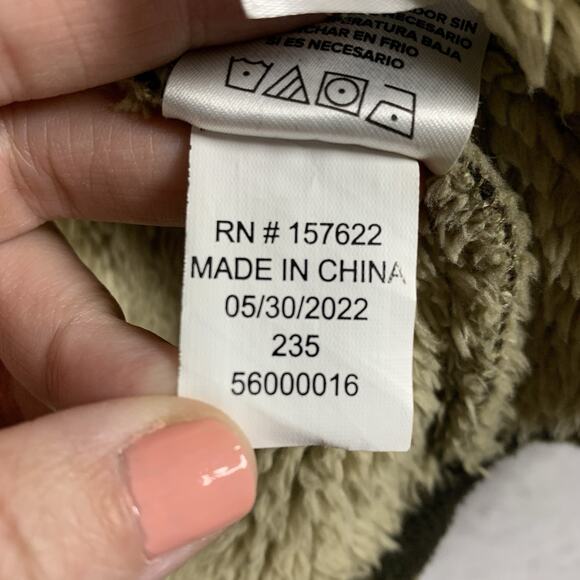 DOR SIN
NECESARIO
ERATURA BAJA
CHAR EN FRIO
SI ES NECESARIO
RN # 157622
MADE IN CHINA
05/30/2022
235
56000016